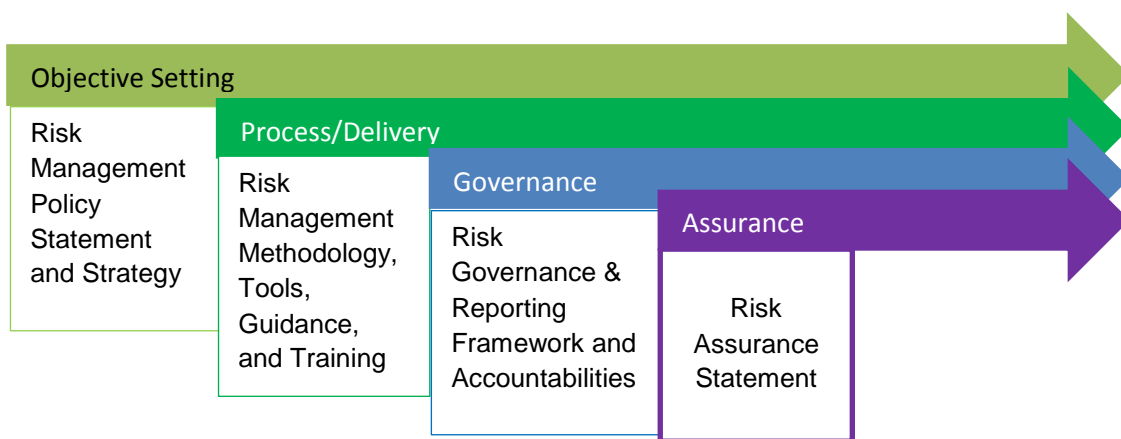 Objective Setting
Risk
Management
Policy
Statement
and Strategy
Process/Delivery
Risk
Management
Methodology,
Tools,
Guidance,
and Training
Governance
Risk
Governance &
Reporting
Framework and
Accountabilities
Assurance
Risk
Assurance
Statement